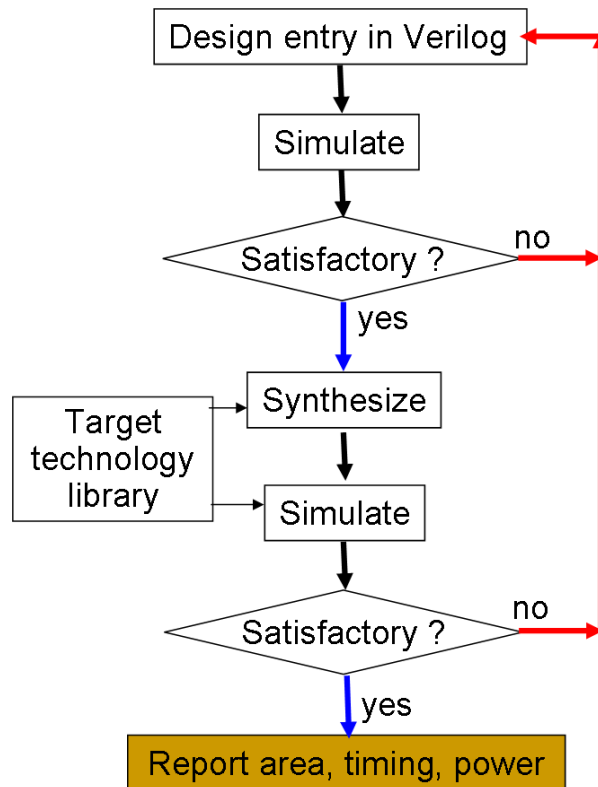 Design entry in Verilog
Simulate
Satisfactory ?
no
yes
Synthesize
Target
technology
library
Simulate
Satisfactory ?
no
yes
Report area, timing, power